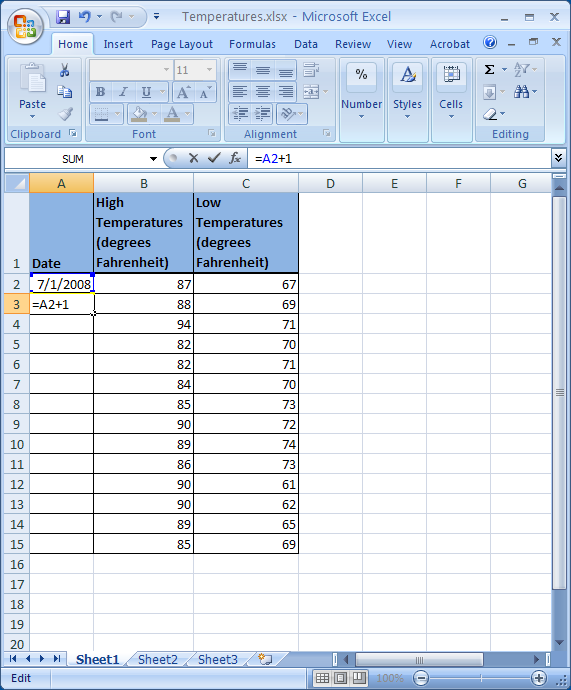 Temperatures.xlsx - Microsoft Excel
Home Insert Page Layout Formulas Data Review View Acrobat
Paste
Clipboard
11
B I U A A
A
Font
Alignment
%
Number
A
Styles
Cells
Σ
A
Z
Editing
SUM
fx
=A2+1
A B C D E F G
1
Date
High
Temperatures
(degrees
Fahrenheit)
Low
Temperatures
(degrees
Fahrenheit)
2 7/1/2008 87 67
3 =A2+1 88 69
4 94 71
5 82 70
6 82 71
7 84 70
8 85 73
9 90 72
10 89 74
11 86 73
12 90 61
13 90 62
14 89 65
15 85 69
16
17
18
19
20
Sheet1 Sheet2 Sheet3
Edit
100%